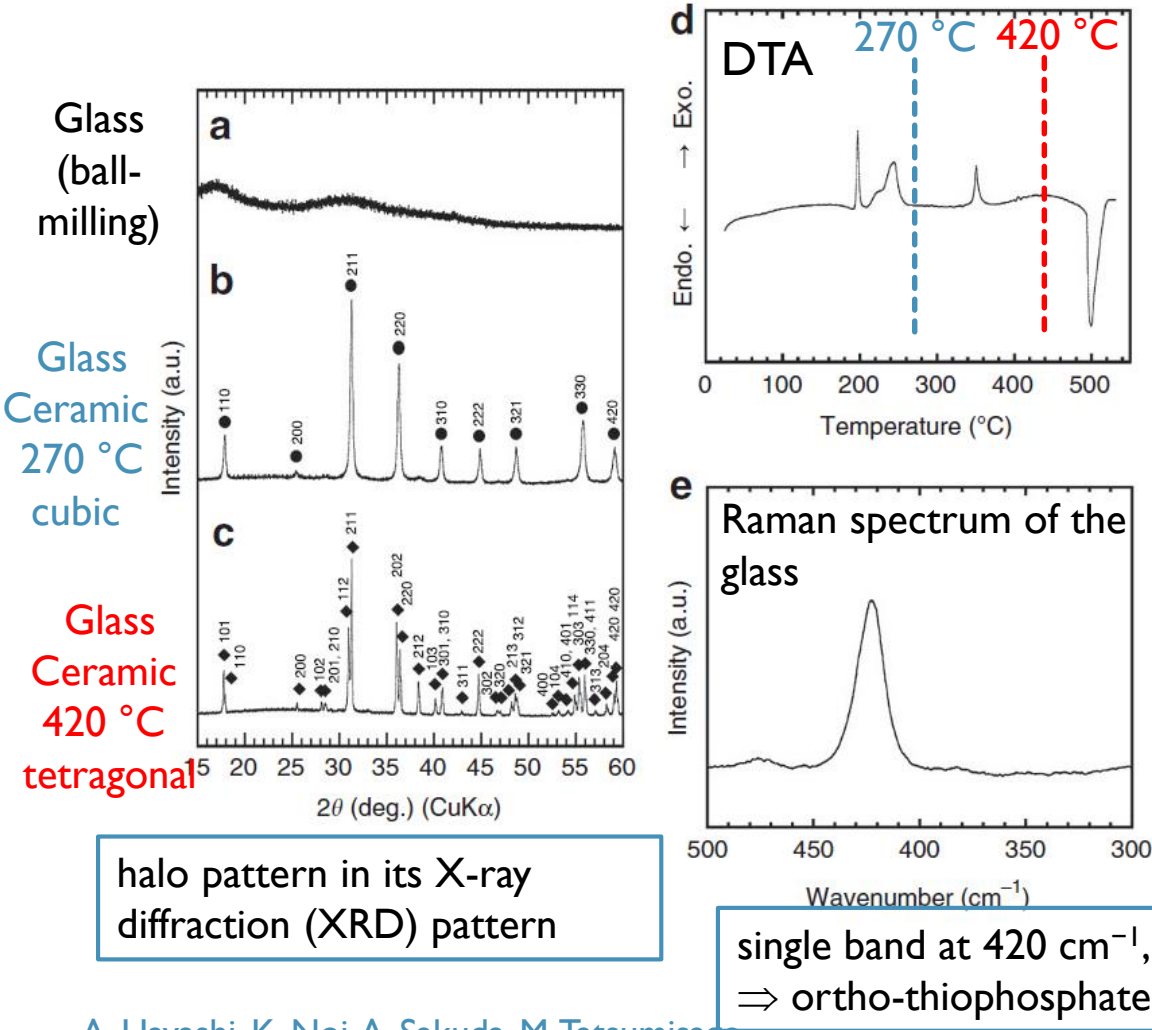 Glass
(ball-
milling)
Glass
Ceramic
270 °C
cubic
Glass
Ceramic
420 °C
tetragonal
Intensity (a.u.)
a
b
110
200
211
220
310
222
321
330
420
c
101
110
200
102
201, 210
112
211
202
220
212
103
301, 310
311
222
302
320
213
312
321
400
104
410, 401
303
114
330, 411
313
204
420
420
15 20 25 30 35 40 45 50 55 60
2θ (deg.) (CuKα)
halo pattern in its X-ray
diffraction (XRD) pattern
d
DTA
270 °C 420 °C
Endo. ← → Exo.
0 100 200 300 400 500
Temperature (°C)
e
Raman spectrum of the
glass
Intensity (a.u.)
500 450 400 350 300
Wavenumber (cm⁻¹)
single band at 420 cm⁻¹,
⇒ ortho-thiophosphate
A. Hayashi, K. Noi, A. Sakuda, M. Tatsumisago